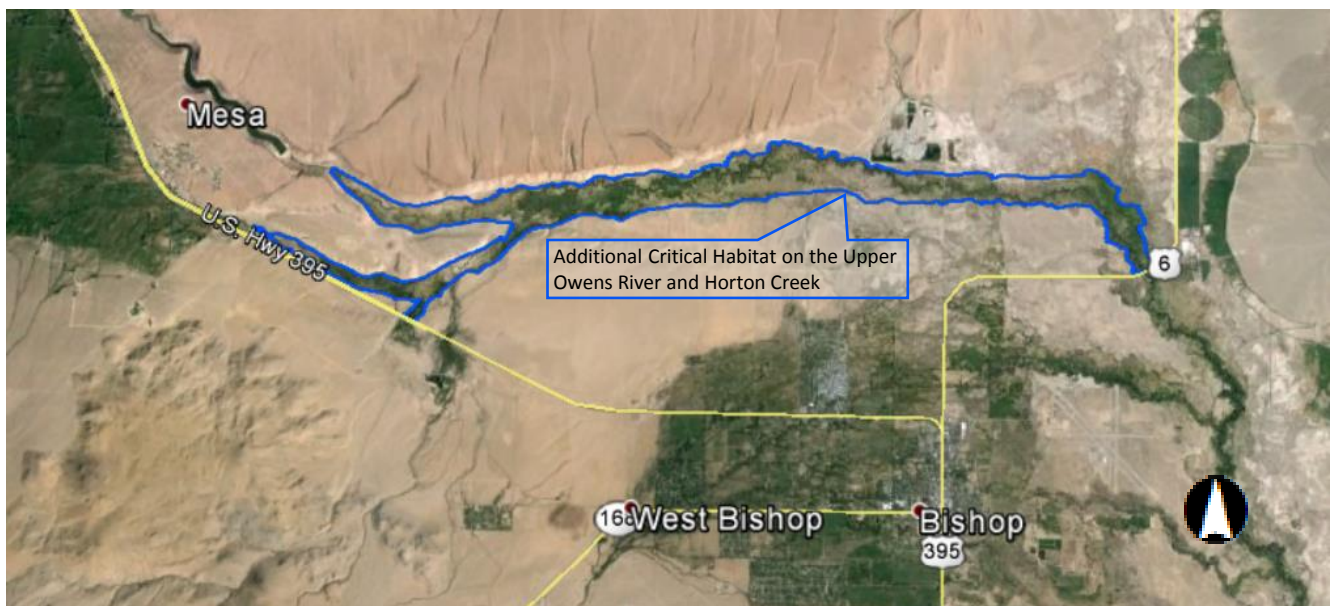 Mesa
U.S. Hwy 395
Additional Critical Habitat on the Upper
Owens River and Horton Creek
6
168
West Bishop
Bishop
395